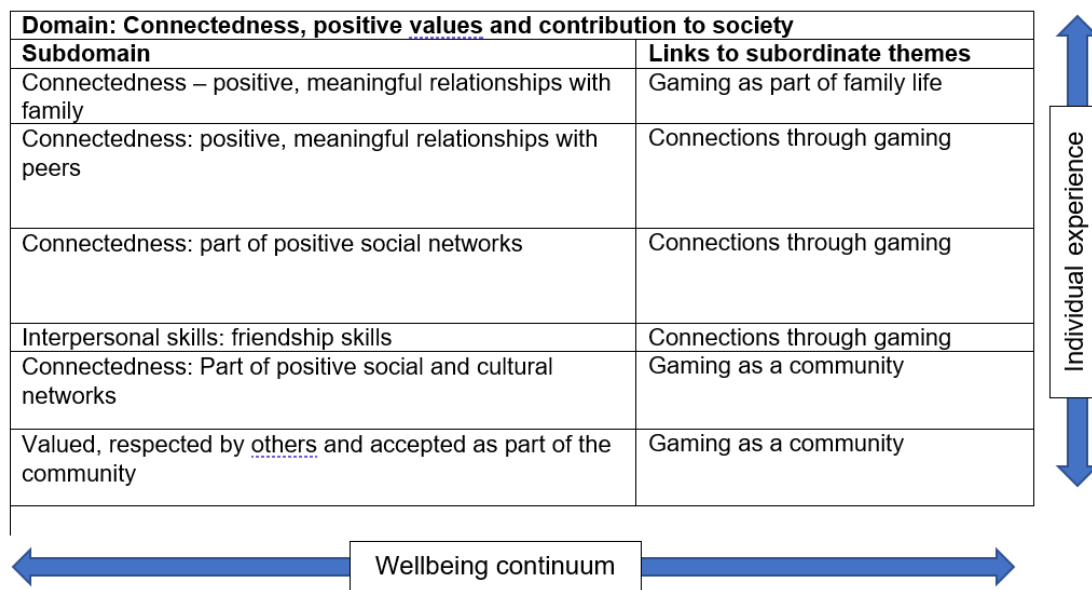 Domain: Connectedness, positive values and contribution to society
Subdomain
Links to subordinate themes
Connectedness – positive, meaningful relationships with
family
Gaming as part of family life
Connectedness: positive, meaningful relationships with
peers
Connections through gaming
Connectedness: part of positive social networks
Connections through gaming
Interpersonal skills: friendship skills
Connections through gaming
Connectedness: Part of positive social and cultural
networks
Gaming as a community
Valued, respected by others and accepted as part of the
community
Gaming as a community
Individual experience
Wellbeing continuum